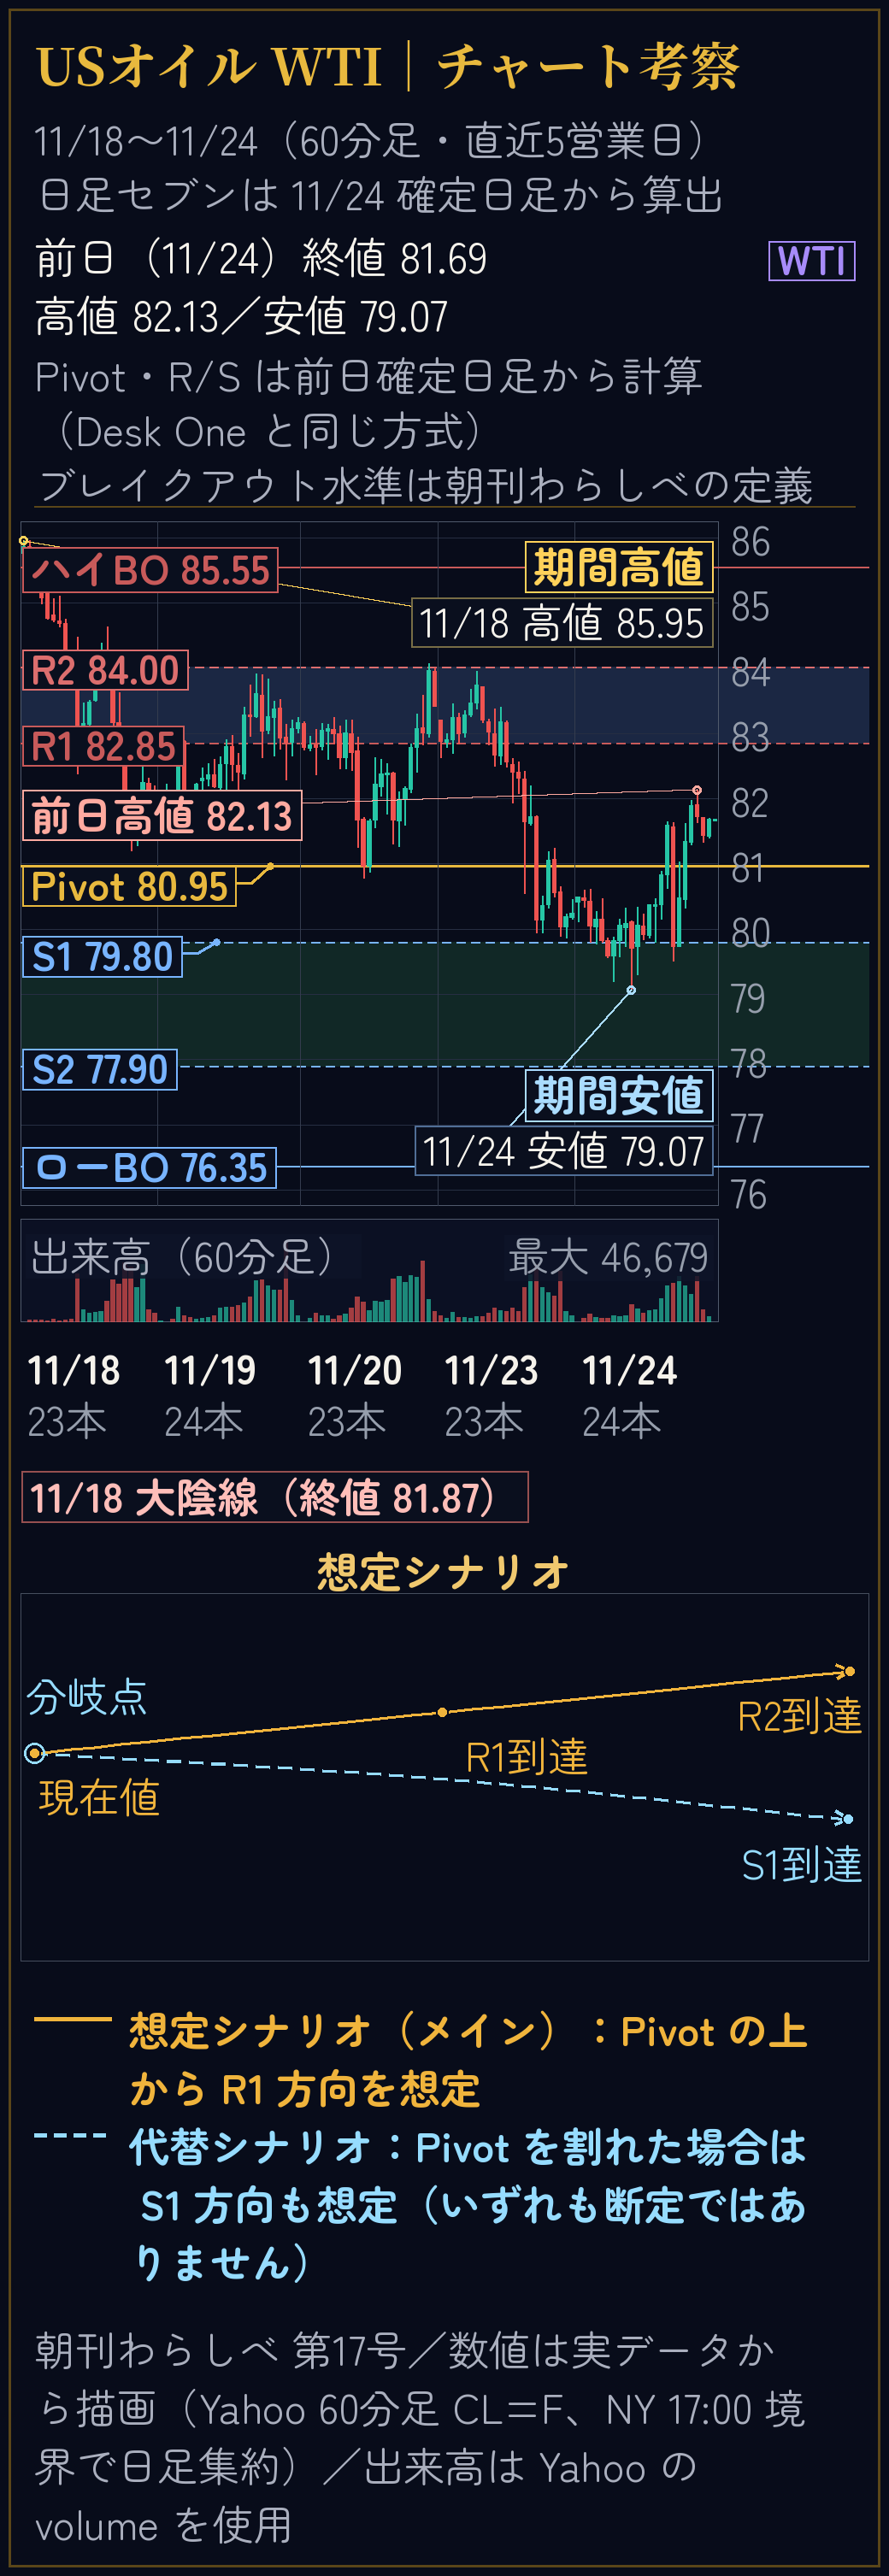 USオイル WTI｜チャート考察
11/18〜11/24（60分足・直近5営業日）
日足セブンは 11/24 確定日足から算出
前日（11/24）終値 81.69
WTI
高値 82.13／安値 79.07
Pivot・R/S は前日確定日足から計算
（Desk One と同じ方式）
ブレイクアウト水準は朝刊わらしべの定義
86
ハイBO 85.55
期間高値
11/18 高値 85.95
85
R2 84.00
84
R1 82.85
83
前日高値 82.13
82
Pivot 80.95
81
S1 79.80
80
79
S2 77.90
78
期間安値
11/24 安値 79.07
77
ローBO 76.35
76
出来高（60分足）
最大 46,679
11/18
11/19
11/20
11/23
11/24
23本
24本
23本
23本
24本
11/18 大陰線（終値 81.87）
想定シナリオ
分岐点
現在値
R1到達
R2到達
S1到達
想定シナリオ（メイン）：Pivot の上
から R1 方向を想定
代替シナリオ：Pivot を割れた場合は
S1 方向も想定（いずれも断定ではあ
りません）
朝刊わらしべ 第17号／数値は実データか
ら描画（Yahoo 60分足 CL=F、NY 17:00 境
界で日足集約）／出来高は Yahoo の
volume を使用